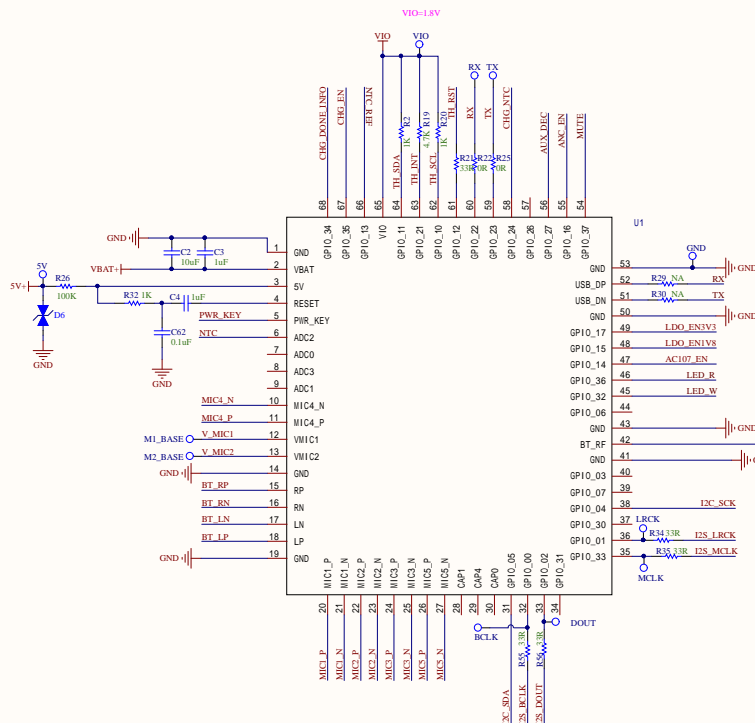 VIO=1.8V
VIO
VIO
RX
TX
CHG_DONE_INFO
CHG_EN
NTC_REF
R2
1K
R19
4.7K
R20
1K
TH_SDA
TH_INT
TH_SCL
TH_RST
RX
TX
CHG_NTC
AUX_DEC
ANC_EN
MUTE
R21
33R
R22
0R
R25
0R
68
67
66
65
64
63
62
61
60
59
58
57
56
55
54
GPIO_34
GPIO_35
GPIO_13
VIO
GPIO_11
GPIO_21
GPIO_10
GPIO_12
GPIO_22
GPIO_23
GPIO_24
GPIO_26
GPIO_27
GPIO_16
GPIO_37
U1
GND
C2
10uF
C3
1uF
VBAT+
5V
5V+
R26
100K
D6
GND
R32 1K
C4
1uF
C62
0.1uF
GND
PWR_KEY
NTC
MIC4_N
MIC4_P
M1_BASE
V_MIC1
M2_BASE
V_MIC2
GND
BT_RP
BT_RN
BT_LN
BT_LP
GND
1 GND
2 VBAT
3 5V
4 RESET
5 PWR_KEY
6 ADC2
7 ADC0
8 ADC3
9 ADC1
10 MIC4_N
11 MIC4_P
12 VMIC1
13 VMIC2
14 GND
15 RP
16 RN
17 LN
18 LP
19 GND
GND 53
USB_DP 52
USB_DN 51
GND 50
GPIO_17 49
GPIO_15 48
GPIO_14 47
GPIO_36 46
GPIO_35 45
GPIO_06 44
GND 43
BT_RF 42
GND 41
GPIO_03 40
GPIO_07 39
GPIO_04 38
GPIO_30 37
GPIO_01 36
GPIO_33 35
GND
GND
R29 NA RX
R30 NA TX
GND
LDO_EN3V3
LDO_EN1V8
AC107_EN
LED_R
LED_W
GND
G
I2C_SCK
LRCK
R34 33R I2S_LRCK
R35 33R I2S_MCLK
MCLK
MIC1_P
MIC1_N
MIC2_P
MIC2_N
MIC3_P
MIC3_N
MIC5_P
MIC5_N
CAP1
CAP4
CAP0
GPIO_05
GPIO_00
GPIO_02
GPIO_31
20
21
22
23
24
25
26
27
28
29
30
31
32
33
34
MIC1_P
MIC1_N
MIC2_P
MIC2_N
MIC3_P
MIC3_N
MIC5_P
MIC5_N
BCLK
DOUT
R55
33R
R56
33R
2C_SDA
2S_BCLK
2S_DOUT